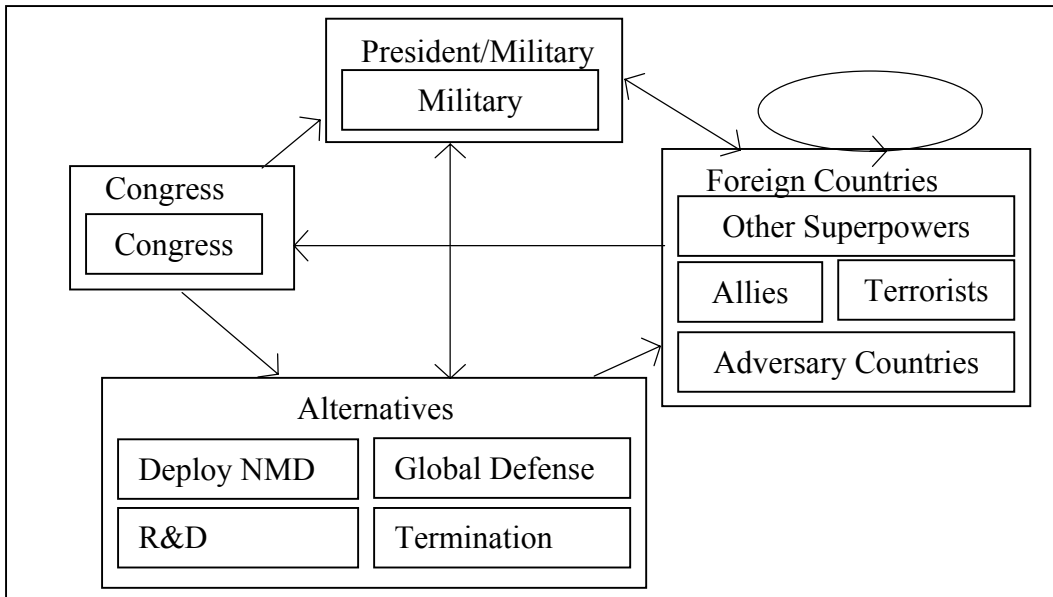 President/Military
Military
Congress
Congress
Foreign Countries
Other Superpowers
Allies
Terrorists
Adversary Countries
Alternatives
Deploy NMD
Global Defense
R&D
Termination